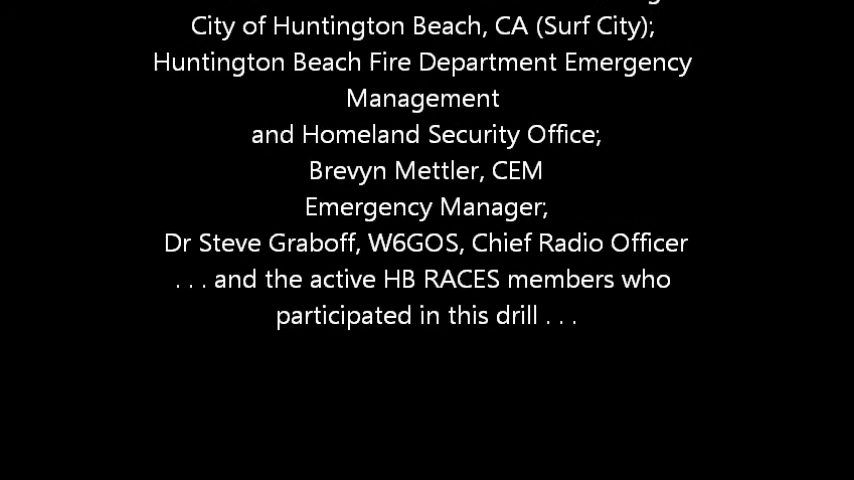 City of Huntington Beach, CA (Surf City);
Huntington Beach Fire Department Emergency
Management
and Homeland Security Office;
Brevyn Mettler, CEM
Emergency Manager;
Dr Steve Graboff, W6GOS, Chief Radio Officer
. . . and the active HB RACES members who
participated in this drill . . .